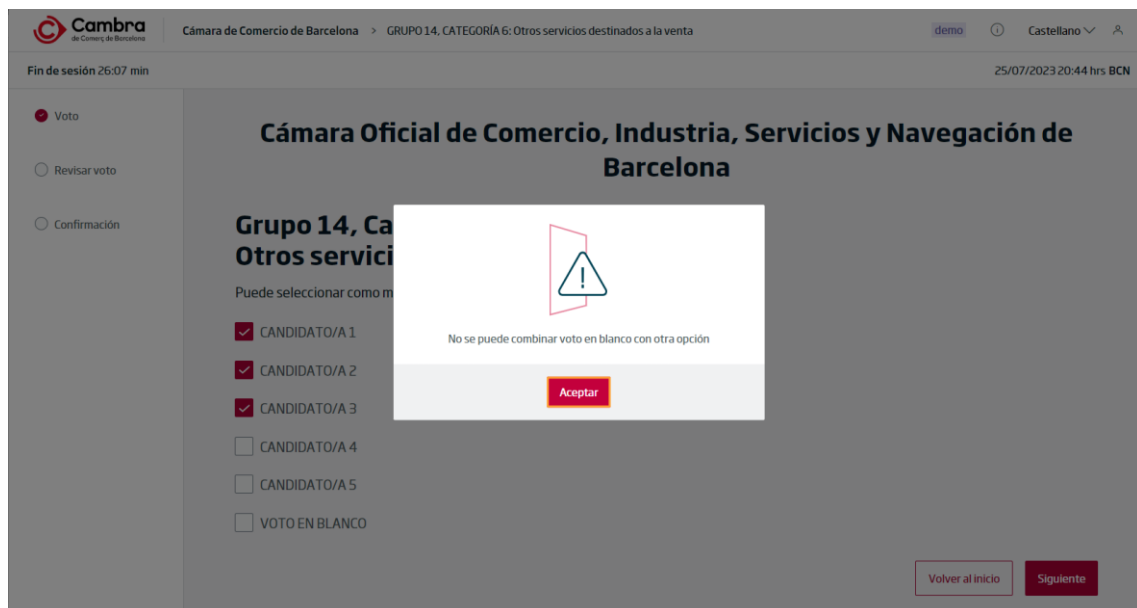 Cambra
de Comerç de Barcelona
Cámara de Comercio de Barcelona > GRUPO 14, CATEGORÍA 6: Otros servicios destinados a la venta
demo
Castellano
Fin de sesión 26:07 min
25/07/2023 20:44 hrs BCN
Voto
Revisar voto
Confirmación
Cámara Oficial de Comercio, Industria, Servicios y Navegación de
Barcelona
Grupo 14, Ca
Otros servici
Puede seleccionar como m
CANDIDATO/A 1
CANDIDATO/A 2
CANDIDATO/A 3
CANDIDATO/A 4
CANDIDATO/A 5
VOTO EN BLANCO
No se puede combinar voto en blanco con otra opción
Aceptar
Volver al inicio
Siguiente